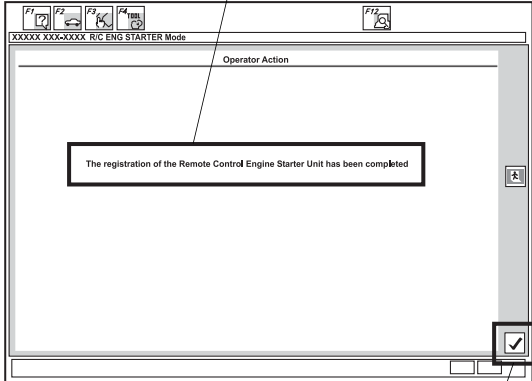 F1 F2 F3 F4 TOOL F12
XXXXX XXX-XXXX R/C ENG STARTER Mode
Operator Action
The registration of the Remote Control Engine Starter Unit has been completed